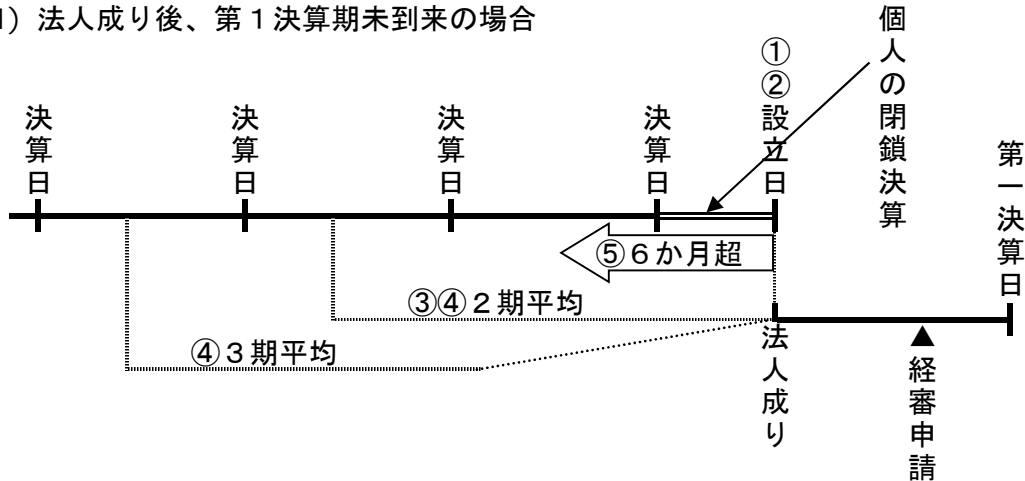 1）法人成り後、第１決算期未到来の場合
決算日
決算日
決算日
決算日
①②設立日
個人の閉鎖決算
第一決算日
⑤６か月超
③④２期平均
④３期平均
法人成り
▲
経審申請